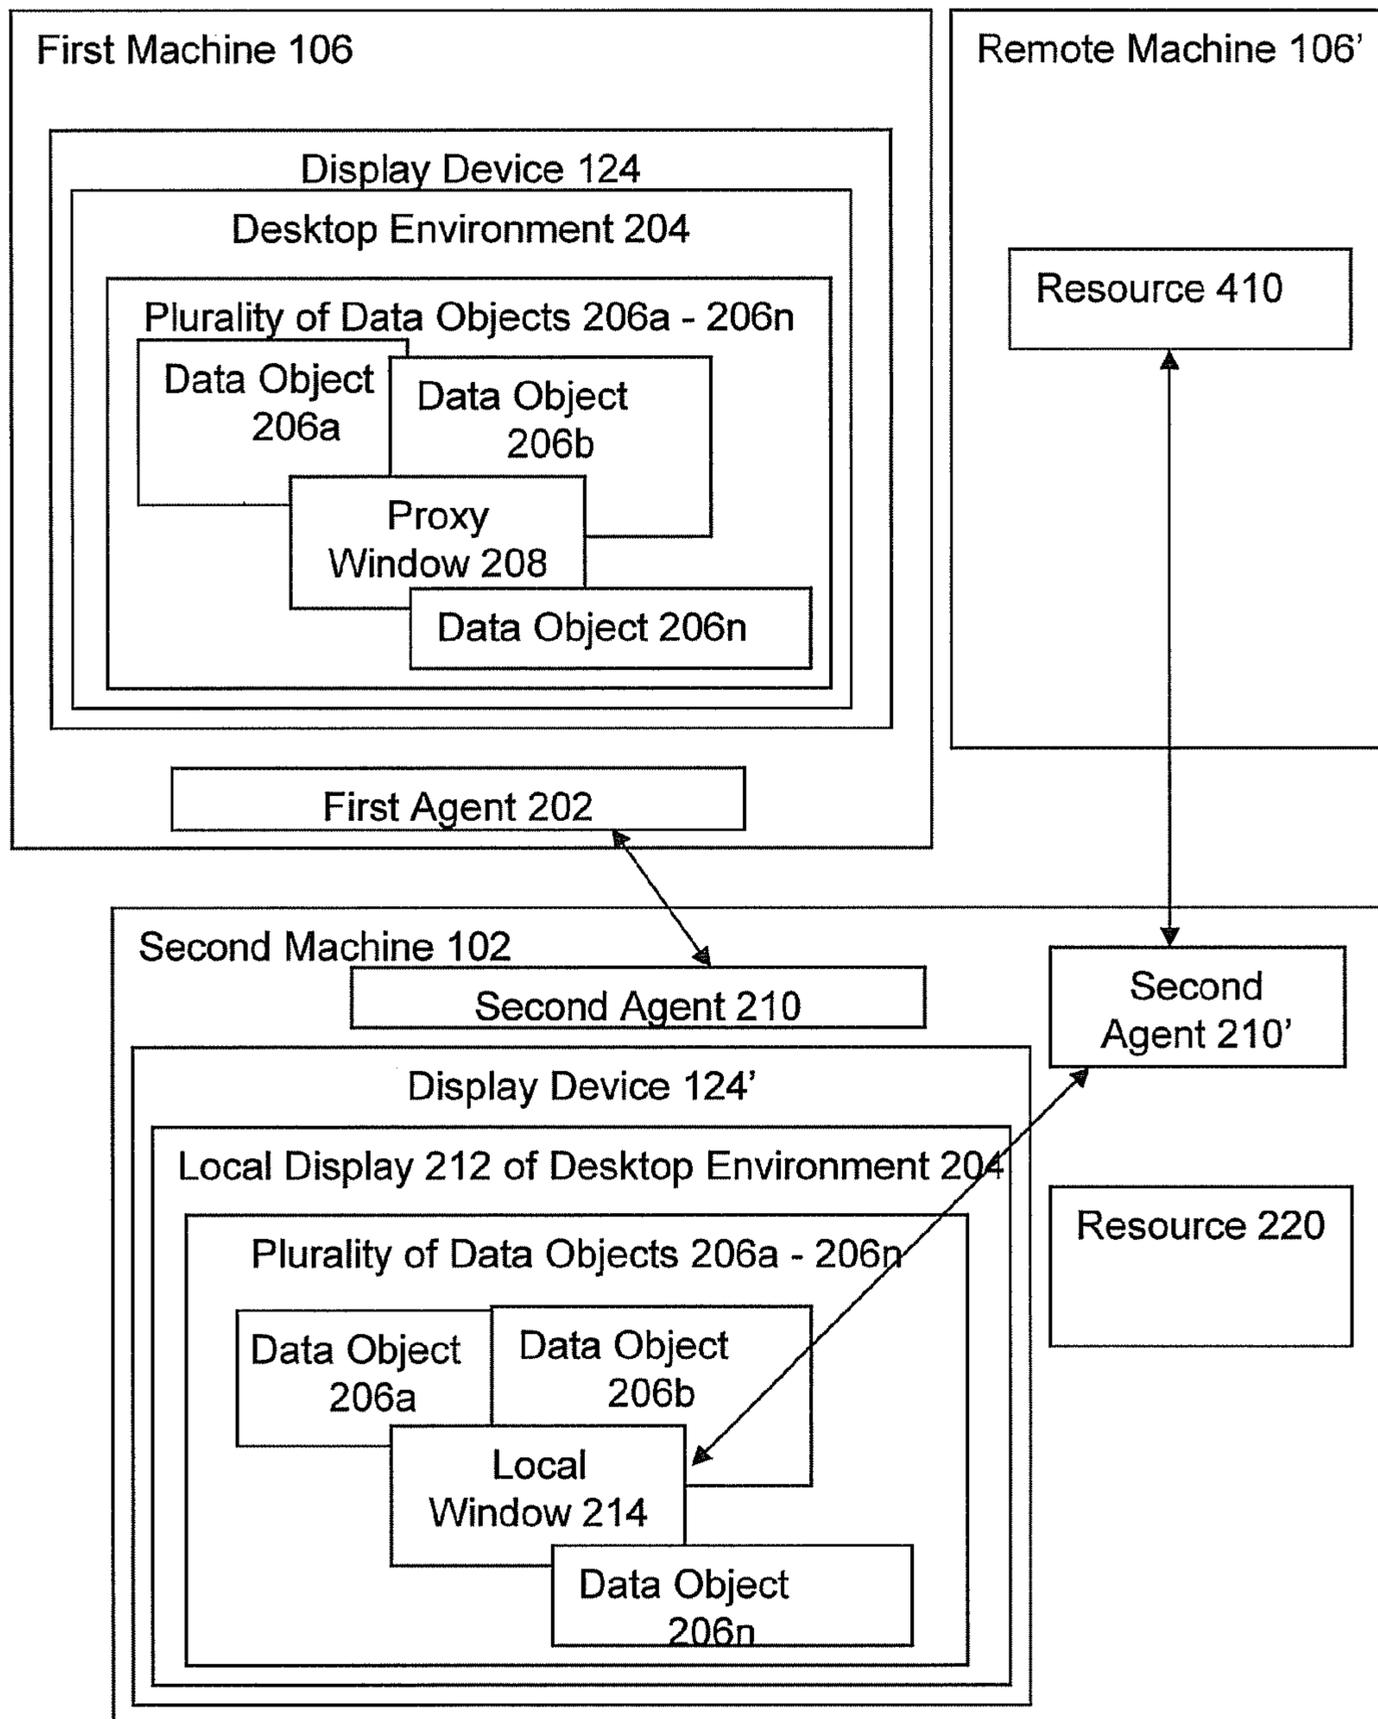 First Machine 106
Display Device 124
Desktop Environment 204
Plurality of Data Objects 206a - 206n
Data Object
206a
Data Object
206b
Proxy
Window 208
Data Object 206n
First Agent 202
Remote Machine 106’
Resource 410
Second Machine 102
Second Agent 210
Second
Agent 210’
Display Device 124’
Local Display 212 of Desktop Environment 204
Plurality of Data Objects 206a - 206n
Data Object
206a
Data Object
206b
Local
Window 214
Data Object
206n
Resource 220